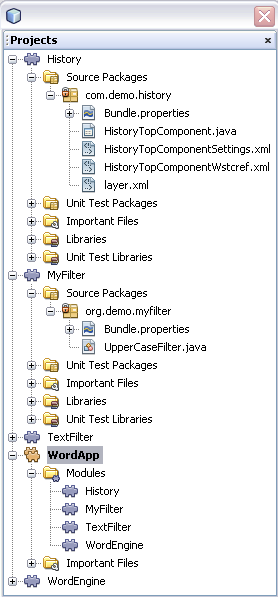 Projects
History
Source Packages
com.demo.history
Bundle.properties
HistoryTopComponent.java
HistoryTopComponentSettings.xml
HistoryTopComponentWstcref.xml
layer.xml
Unit Test Packages
Important Files
Libraries
Unit Test Libraries
MyFilter
Source Packages
org.demo.myfilter
Bundle.properties
UpperCaseFilter.java
Unit Test Packages
Important Files
Libraries
Unit Test Libraries
TextFilter
WordApp
Modules
History
MyFilter
TextFilter
WordEngine
Important Files
WordEngine